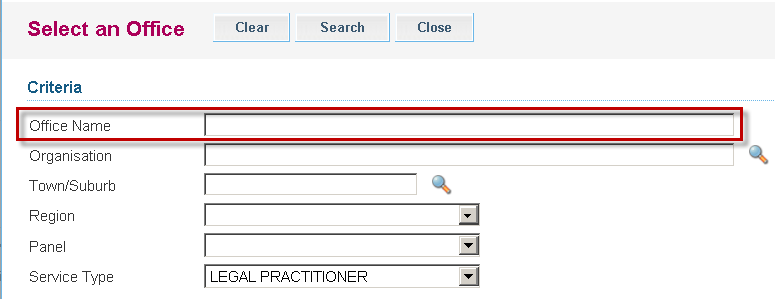 Select an Office Clear Search Close
Criteria
Office Name
Organisation
Town/Suburb
Region
Panel
Service Type LEGAL PRACTITIONER